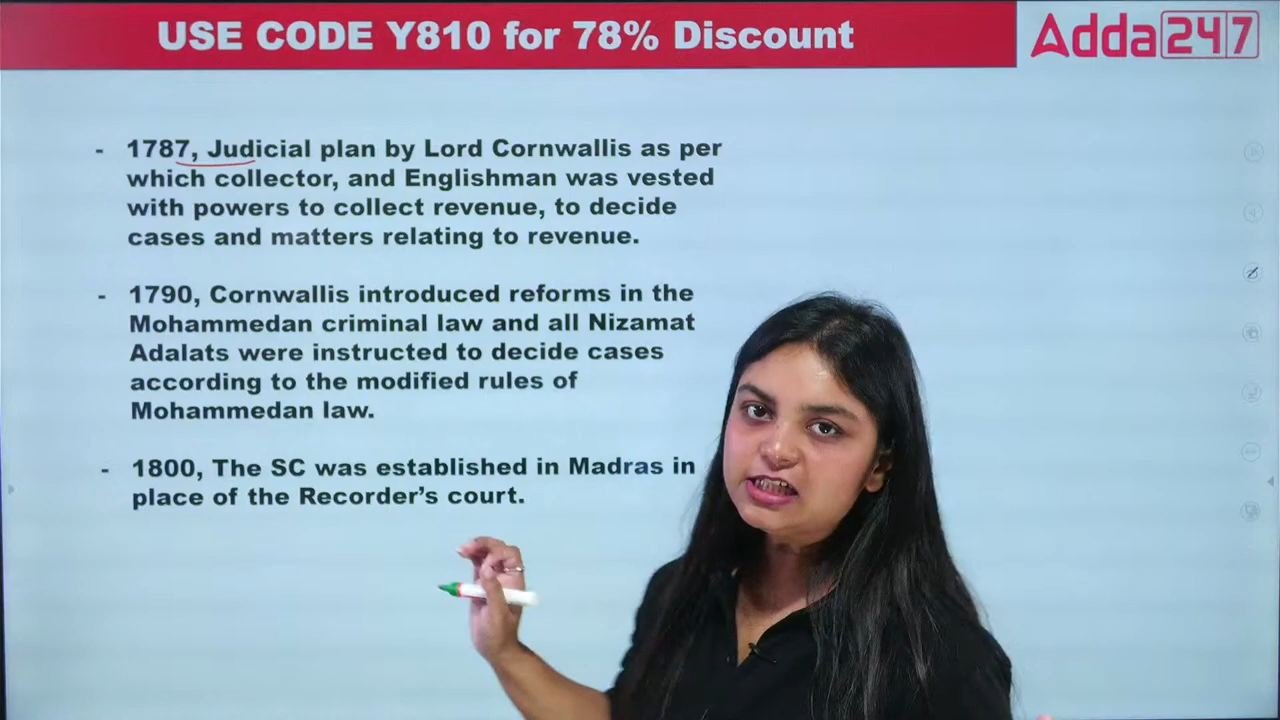 USE CODE Y810 for 78% Discount
Adda247
- 1787, Judicial plan by Lord Cornwallis as per
which collector, and Englishman was vested
with powers to collect revenue, to decide
cases and matters relating to revenue.
- 1790, Cornwallis introduced reforms in the
Mohammedan criminal law and all Nizamat
Adalats were instructed to decide cases
according to the modified rules of
Mohammedan law.
- 1800, The SC was established in Madras in
place of the Recorder’s court.